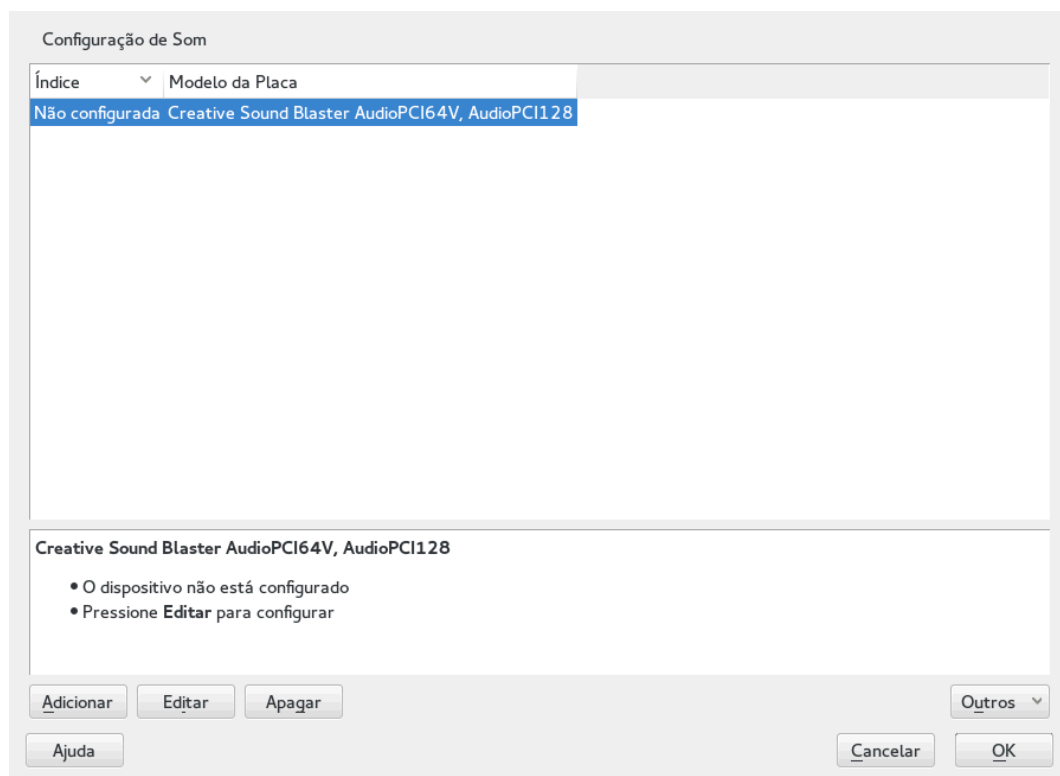 Configuração de Som
Índice Modelo da Placa
Não configurada Creative Sound Blaster AudioPCI64V, AudioPCI128
Creative Sound Blaster AudioPCI64V, AudioPCI128
• O dispositivo não está configurado
• Pressione Editar para configurar
Adicionar Editar Apagar Outros
Ajuda Cancelar OK